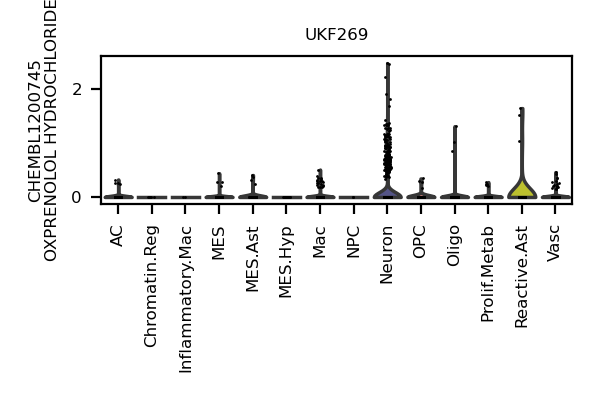 UKF269
CHEMBL1200745
OXPRENOLOL HYDROCHLORIDE
2
0
AC
Chromatin.Reg
Inflammatory.Mac
MES
MES.Ast
MES.Hyp
Mac
NPC
Neuron
OPC
Oligo
Prolif.Metab
Reactive.Ast
Vasc